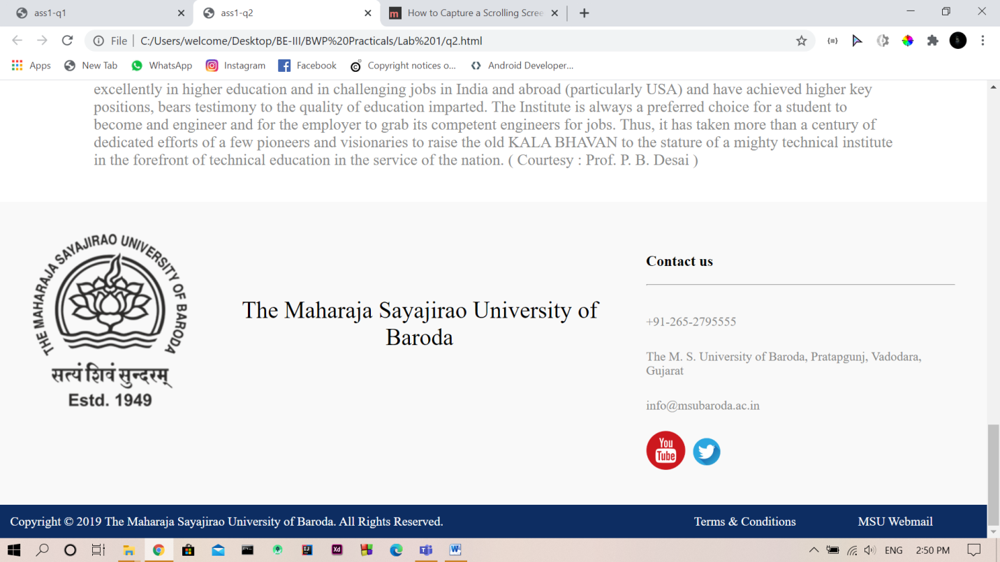 ass1-q1
ass1-q2
How to Capture a Scrolling Scree
File
C:/Users/welcome/Desktop/BE-III/BWP%20Practicals/Lab%201/q2.html
Apps
New Tab
WhatsApp
Instagram
Facebook
Copyright notices o...
Android Developer...
excellently in higher education and in challenging jobs in India and abroad (particularly USA) and have achieved higher key
positions, bears testimony to the quality of education imparted. The Institute is always a preferred choice for a student to
become and engineer and for the employer to grab its competent engineers for jobs. Thus, it has taken more than a century of
dedicated efforts of a few pioneers and visionaries to raise the old KALA BHAVAN to the stature of a mighty technical institute
in the forefront of technical education in the service of the nation. ( Courtesy : Prof. P. B. Desai )
THE MAHARAJA SAYAJIRAO UNIVERSITY OF BARODA
सत्यं शिवं सुन्दरम्
Estd. 1949
The Maharaja Sayajirao University of
Baroda
Contact us
+91-265-2795555
The M. S. University of Baroda, Pratapgunj, Vadodara,
Gujarat
info@msubaroda.ac.in
You
Tube
Copyright © 2019 The Maharaja Sayajirao University of Baroda. All Rights Reserved.
Terms & Conditions
MSU Webmail
ENG
2:50 PM